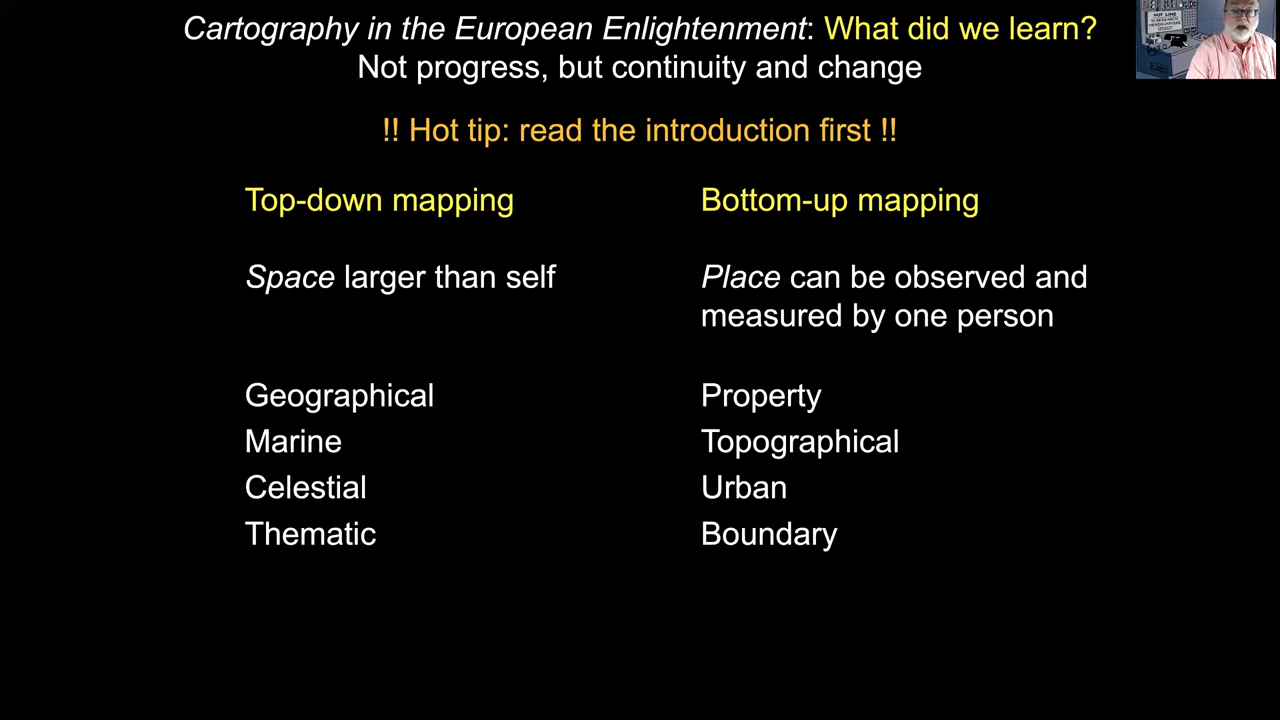 Cartography in the European Enlightenment: What did we learn?
Not progress, but continuity and change
!! Hot tip: read the introduction first !!
Top-down mapping
Space larger than self
Geographical
Marine
Celestial
Thematic
Bottom-up mapping
Place can be observed and
measured by one person
Property
Topographical
Urban
Boundary
HOT LINE